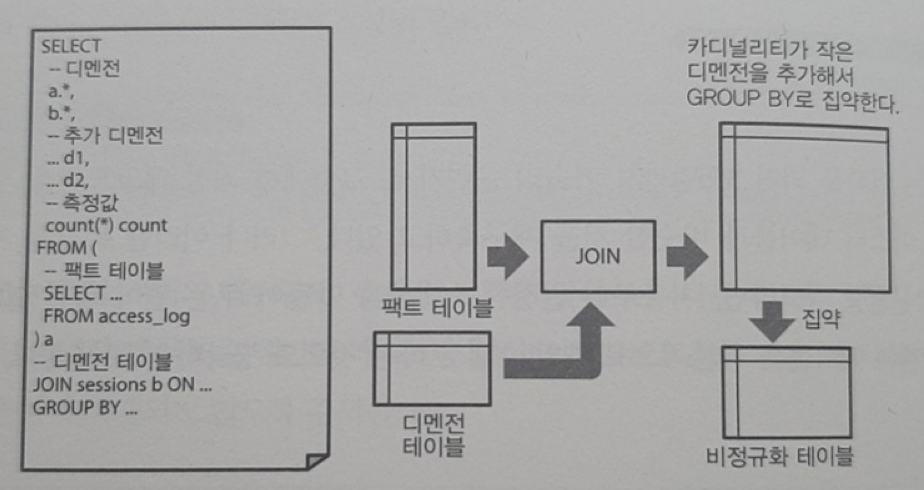 SELECT
-- 디멘전
a.*,
b.*,
-- 추가 디멘전
... d1,
... d2,
-- 측정값
count(*) count
FROM (
-- 팩트 테이블
SELECT ...
FROM access_log
) a
-- 디멘전 테이블
JOIN sessions b ON ...
GROUP BY ...
팩트 테이블
디멘전
테이블
JOIN
카디널리티가 작은
디멘전을 추가해서
GROUP BY로 집약한다.
집약
비정규화 테이블